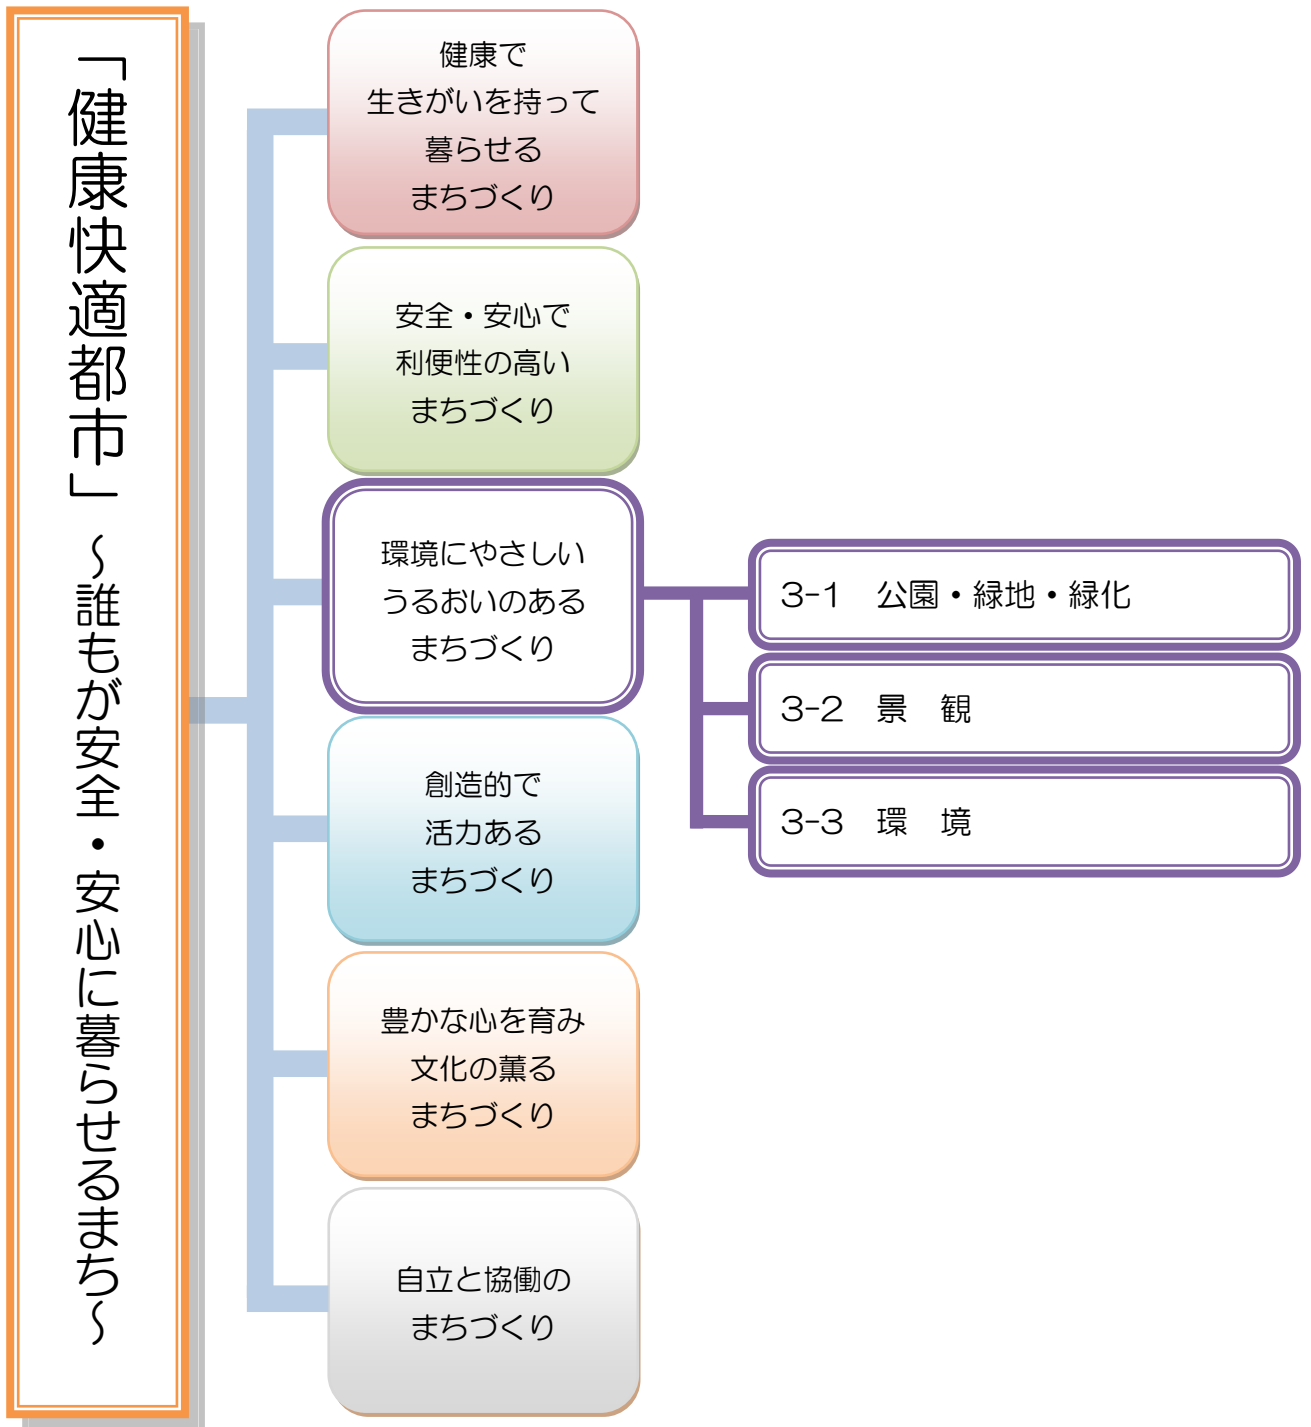 「健康快適都市」～誰もが安全・安心に暮らせるまち～
健康で
生きがいを持って
暮らせる
まちづくり
安全・安心で
利便性の高い
まちづくり
環境にやさしい
うるおいのある
まちづくり
3-1　公園・緑地・緑化
3-2　景　観
3-3　環　境
創造的で
活力ある
まちづくり
豊かな心を育み
文化の薫る
まちづくり
自立と協働の
まちづくり